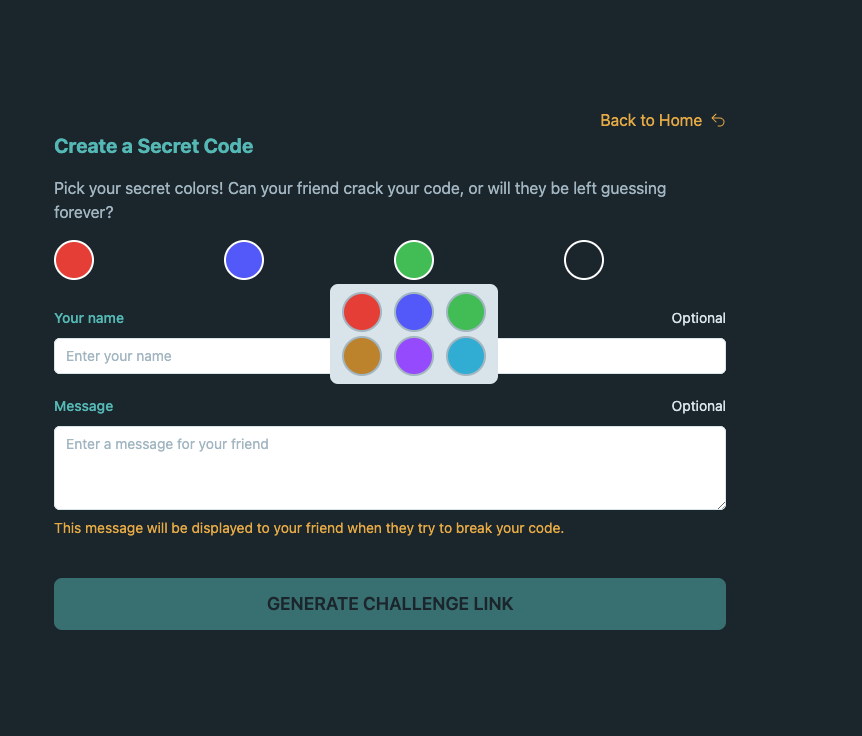 Back to Home
Create a Secret Code
Pick your secret colors! Can your friend crack your code, or will they be left guessing
forever?
Your name
Optional
Enter your name
Message
Optional
Enter a message for your friend
This message will be displayed to your friend when they try to break your code.
GENERATE CHALLENGE LINK